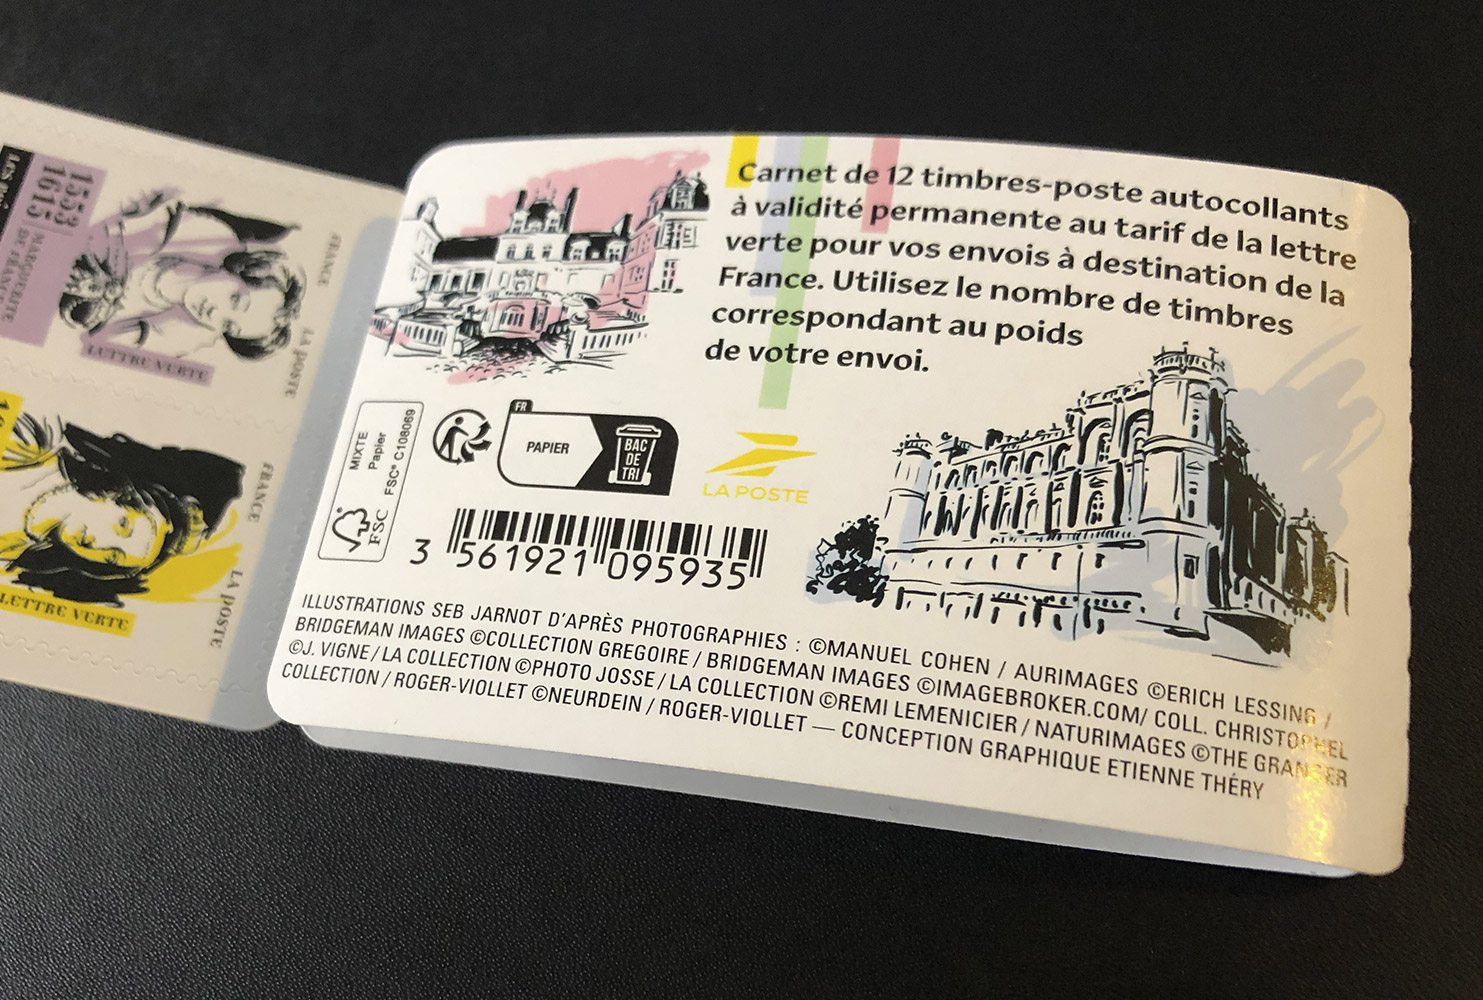 1553
1615
MARGUERITE
DE FRANCE
LETTRE VERTE
FRANCE
LA POSTE
LETTRE VERTE
FRANCE
LA POSTE
Carnet de 12 timbres-poste autocollants
à validité permanente au tarif de la lettre
verte pour vos envois à destination de la
France. Utilisez le nombre de timbres
correspondant au poids
de votre envoi.
MIXTE
Papier
FSC® C108069
FSC
FR
PAPIER
BAC
DE
TRI
LA POSTE
3 561921 095935
ILLUSTRATIONS SEB JARNOT D'APRÈS PHOTOGRAPHIES : ©MANUEL COHEN / AURIMAGES ©ERICH LESSING /
BRIDGEMAN IMAGES ©COLLECTION GREGOIRE / BRIDGEMAN IMAGES ©IMAGEBROKER.COM/ COLL. CHRISTOPHEL
©J. VIGNE / LA COLLECTION ©PHOTO JOSSE / LA COLLECTION ©REMI LEMENICIER / NATURIMAGES ©THE GRANGER
COLLECTION / ROGER-VIOLLET ©NEURDEIN / ROGER-VIOLLET — CONCEPTION GRAPHIQUE ETIENNE THÉRY